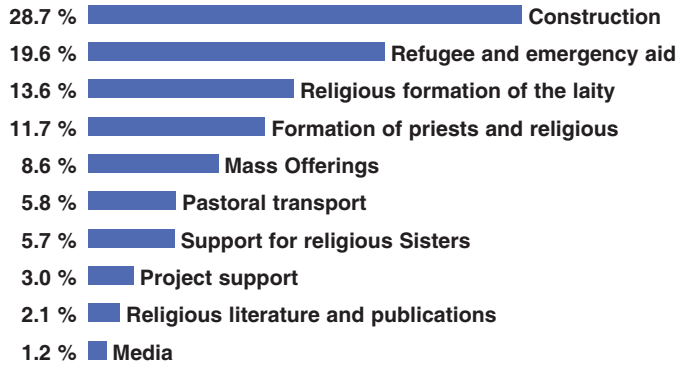 28.7 % Construction
19.6 % Refugee and emergency aid
13.6 % Religious formation of the laity
11.7 % Formation of priests and religious
8.6 % Mass Offerings
5.8 % Pastoral transport
5.7 % Support for religious Sisters
3.0 % Project support
2.1 % Religious literature and publications
1.2 % Media